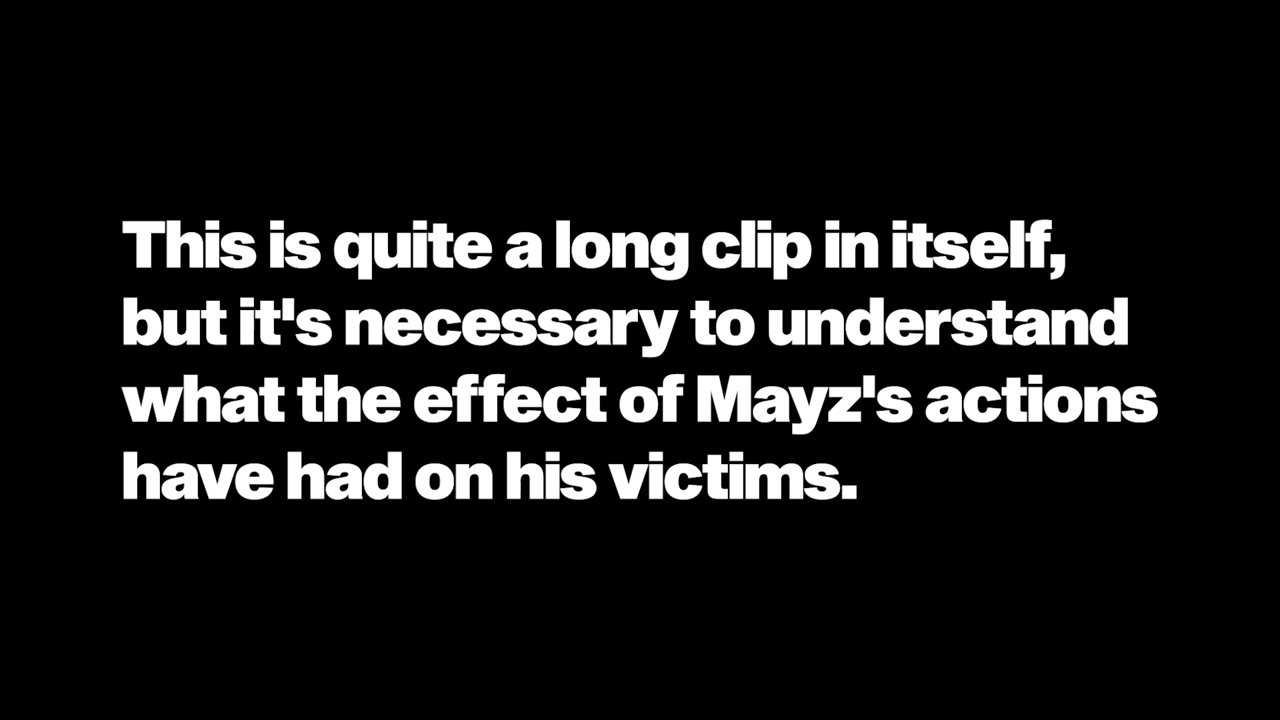 This is quite a long clip in itself,
but it's necessary to understand
what the effect of Mayz's actions
have had on his victims.